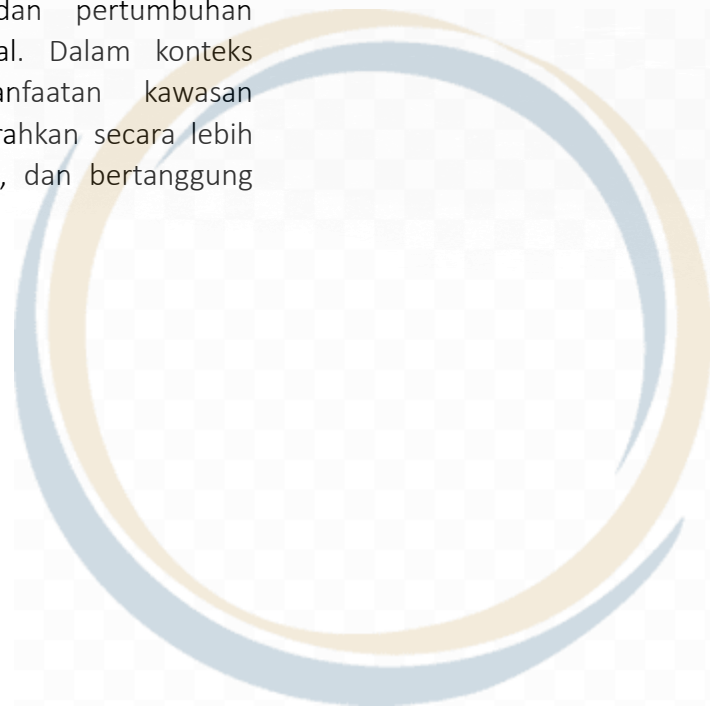 dan pertumbuhan
al. Dalam konteks
anfaatan kawasan
rahkan secara lebih
, dan bertanggung